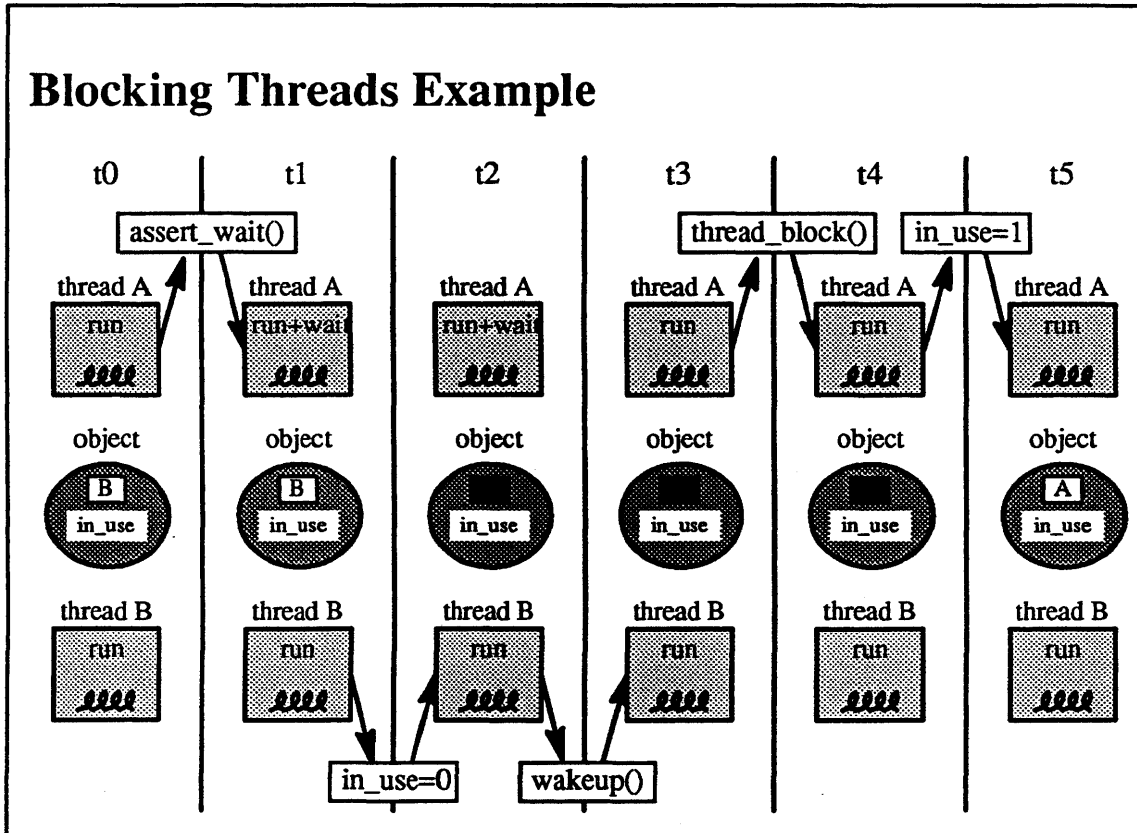 Blocking Threads Example
t0 t1 t2 t3 t4 t5
assert_wait() thread_block() in_use=1
thread A thread A thread A thread A thread A thread A
run run+wait run+wait run run run
object object object object object object
B B A
in_use in_use in_use in_use in_use in_use
thread B thread B thread B thread B thread B thread B
run run run run run run
in_use=0 wakeup()